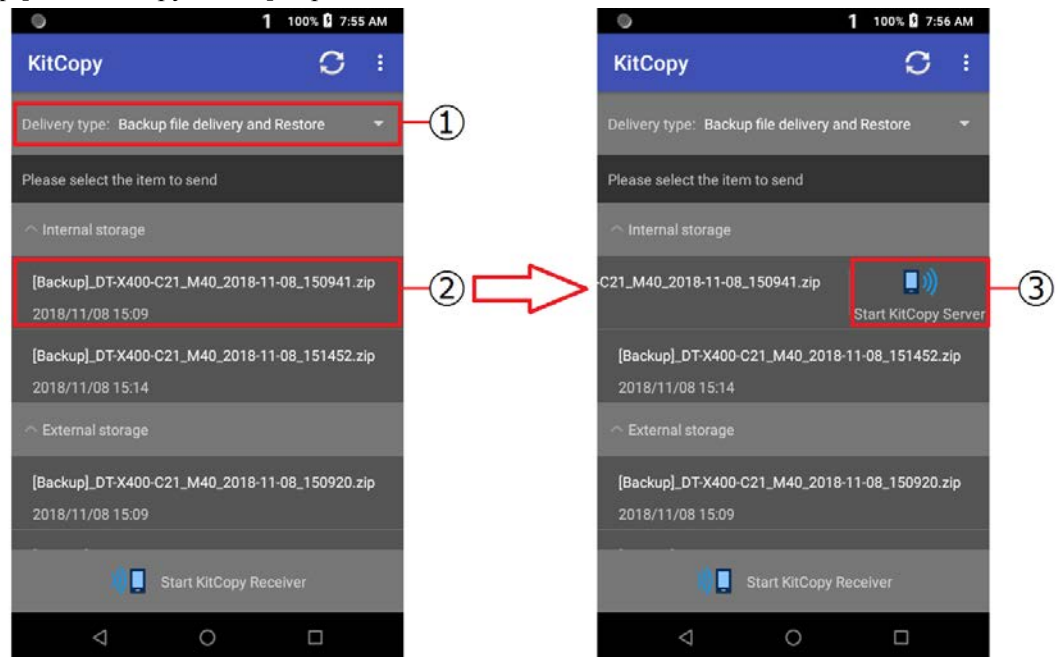 1 100% 7:55 AM
KitCopy
Delivery type: Backup file delivery and Restore
①
Please select the item to send
Internal storage
[Backup]_DT-X400-C21_M40_2018-11-08_150941.zip
2018/11/08 15:09
②
[Backup]_DT-X400-C21_M40_2018-11-08_151452.zip
2018/11/08 15:14
External storage
[Backup]_DT-X400-C21_M40_2018-11-08_150920.zip
2018/11/08 15:09
Start KitCopy Receiver
1 100% 7:56 AM
KitCopy
Delivery type: Backup file delivery and Restore
Please select the item to send
Internal storage
-C21_M40_2018-11-08_150941.zip
Start KitCopy Server
③
[Backup]_DT-X400-C21_M40_2018-11-08_151452.zip
2018/11/08 15:14
External storage
[Backup]_DT-X400-C21_M40_2018-11-08_150920.zip
2018/11/08 15:09
Start KitCopy Receiver